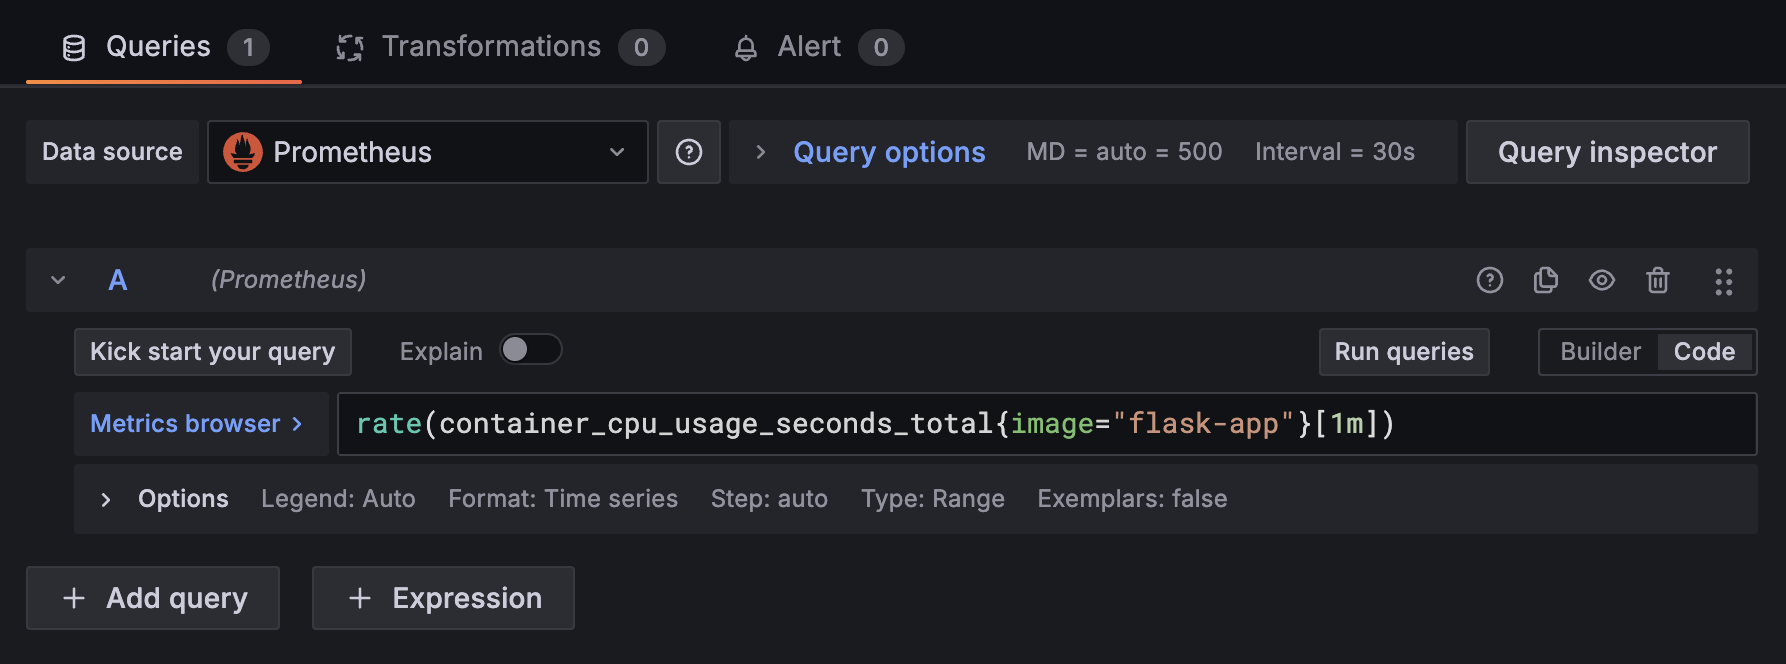 Queries 1 Transformations 0 Alert 0
Data source Prometheus Query options MD = auto = 500 Interval = 30s Query inspector
A (Prometheus)
Kick start your query Explain Run queries Builder Code
Metrics browser > rate(container_cpu_usage_seconds_total{image="flask-app"}[1m])
Options Legend: Auto Format: Time series Step: auto Type: Range Exemplars: false
+ Add query + Expression